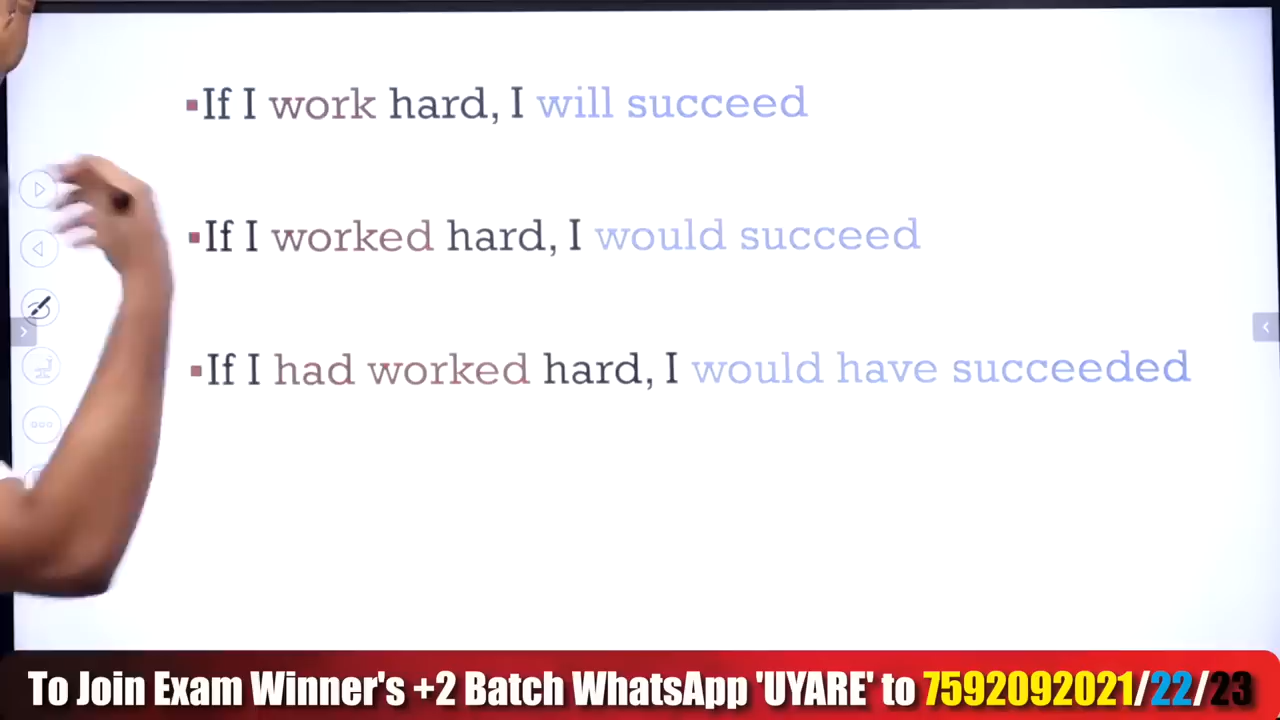 ▪If I work hard, I will succeed
▪If I worked hard, I would succeed
▪If I had worked hard, I would have succeeded
To Join Exam Winner's +2 Batch WhatsApp 'UYARE' to 7592092021/22/23